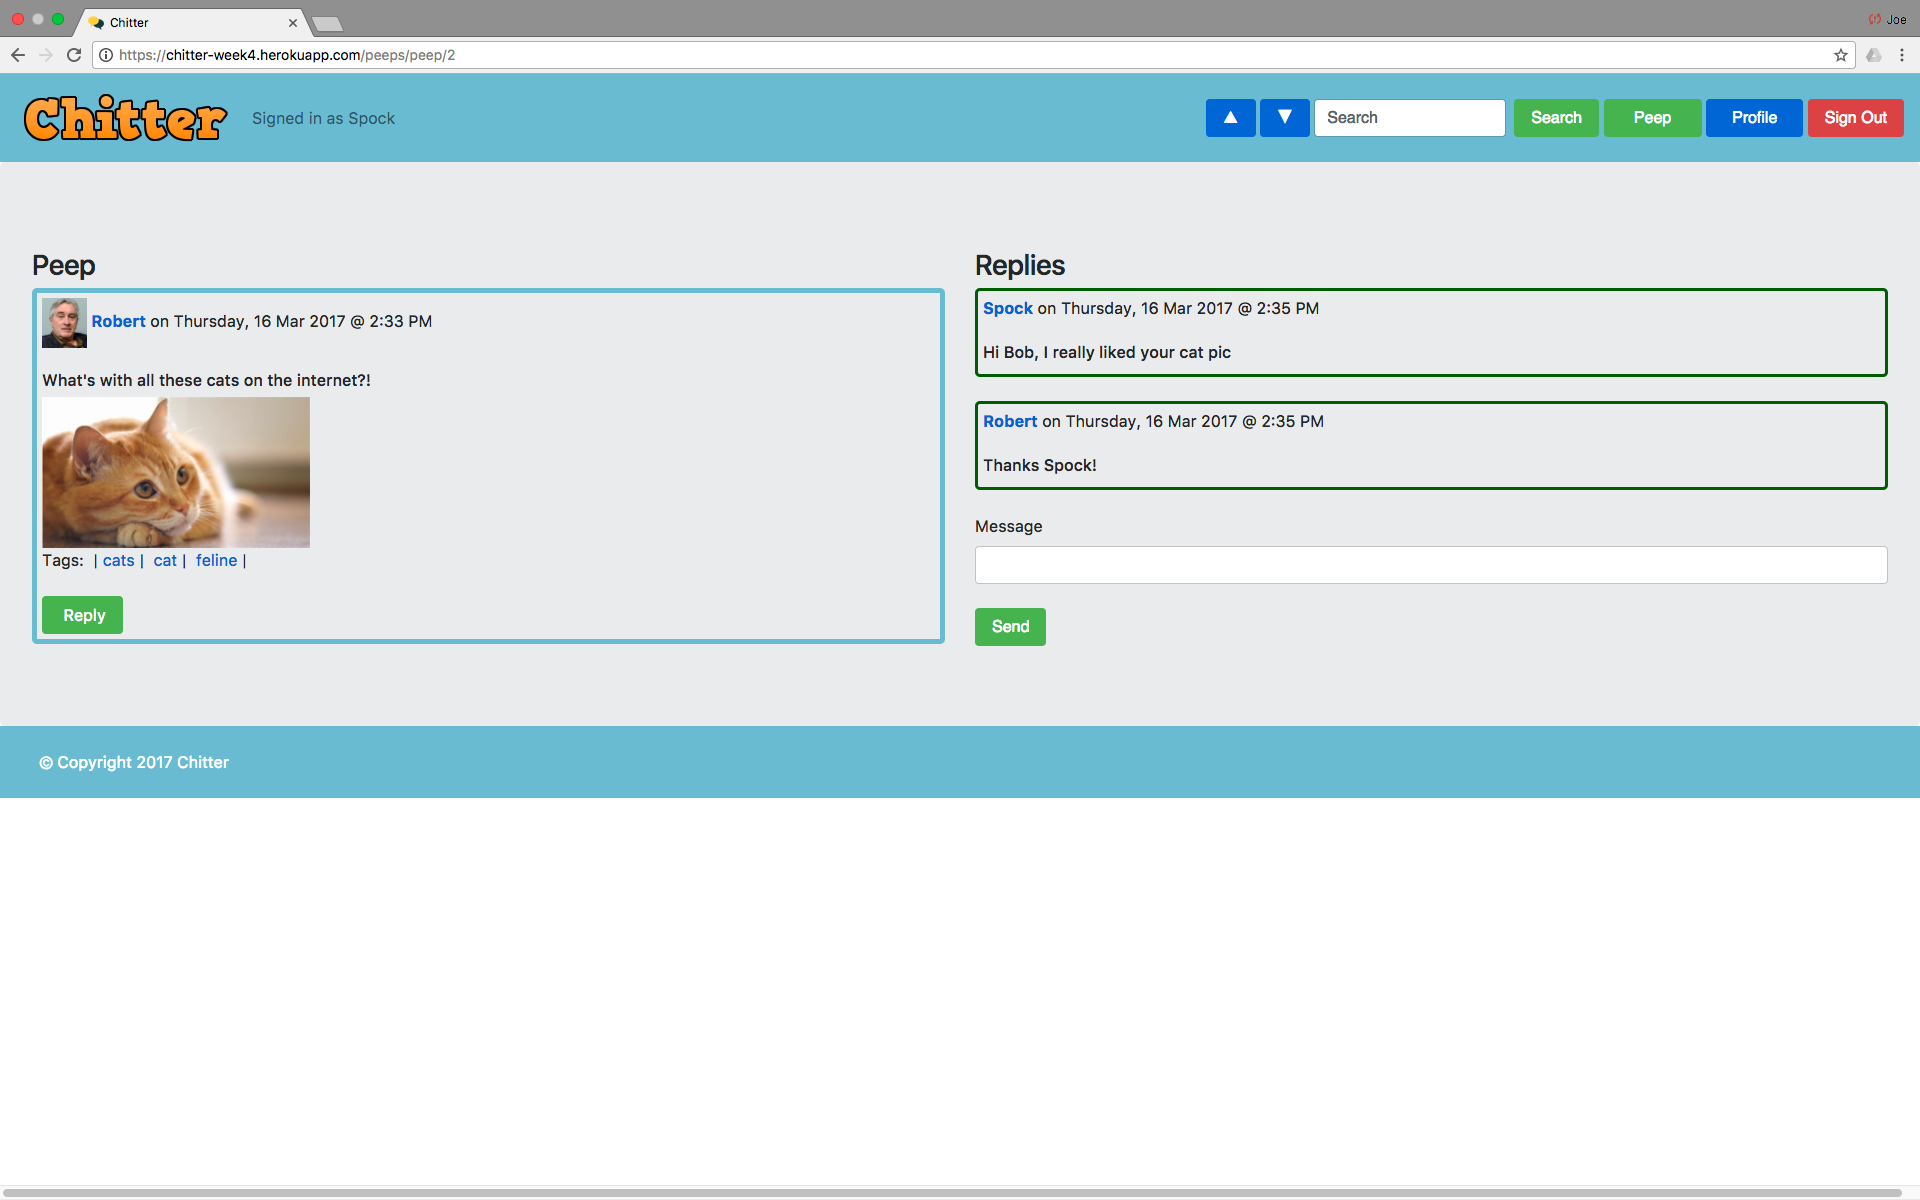 Chitter
Joe
https://chitter-week4.herokuapp.com/peeps/peep/2
Chitter
Signed in as Spock
▲
▼
Search
Search
Peep
Profile
Sign Out
Peep
Robert on Thursday, 16 Mar 2017 @ 2:33 PM
What's with all these cats on the internet?!
Tags: | cats | cat | feline |
Reply
Replies
Spock on Thursday, 16 Mar 2017 @ 2:35 PM
Hi Bob, I really liked your cat pic
Robert on Thursday, 16 Mar 2017 @ 2:35 PM
Thanks Spock!
Message
Send
© Copyright 2017 Chitter